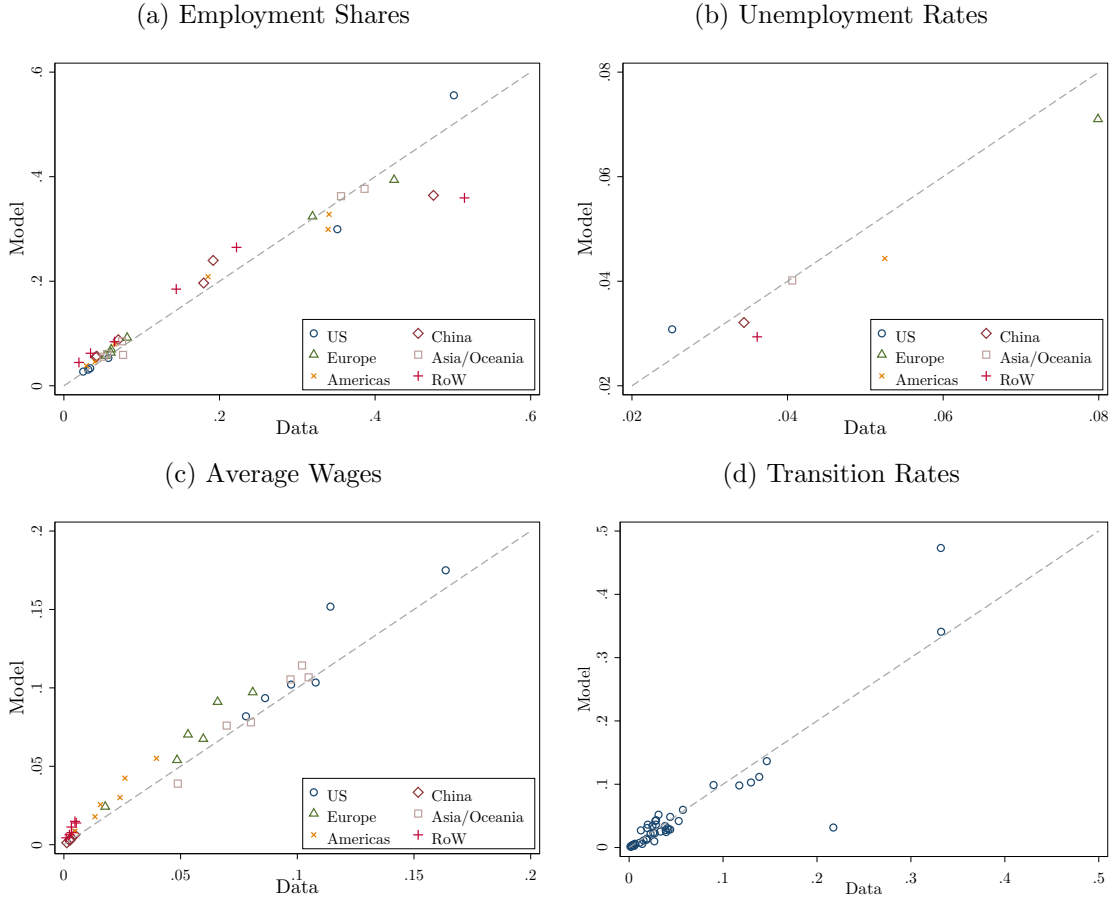 (a) Employment Shares
Model
0 .2 .4 .6
0 .2 .4 .6
Data
US China
Europe Asia/Oceania
Americas RoW
(b) Unemployment Rates
Model
.02 .04 .06 .08
.02 .04 .06 .08
Data
US China
Europe Asia/Oceania
Americas RoW
(c) Average Wages
Model
0 .05 .1 .15 .2
0 .05 .1 .15 .2
Data
US China
Europe Asia/Oceania
Americas RoW
(d) Transition Rates
Model
0 .1 .2 .3 .4 .5
0 .1 .2 .3 .4 .5
Data